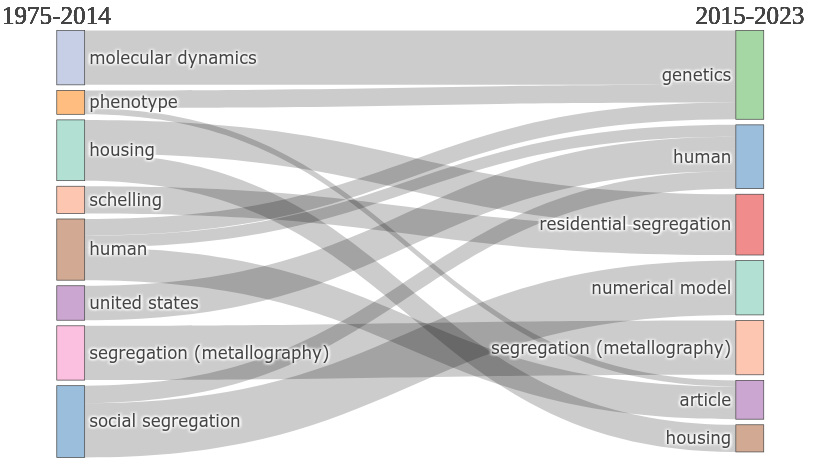 1975-2014
2015-2023
molecular dynamics
phenotype
housing
schelling
human
united states
segregation (metallography)
social segregation
genetics
human
residential segregation
numerical model
segregation (metallography)
article
housing